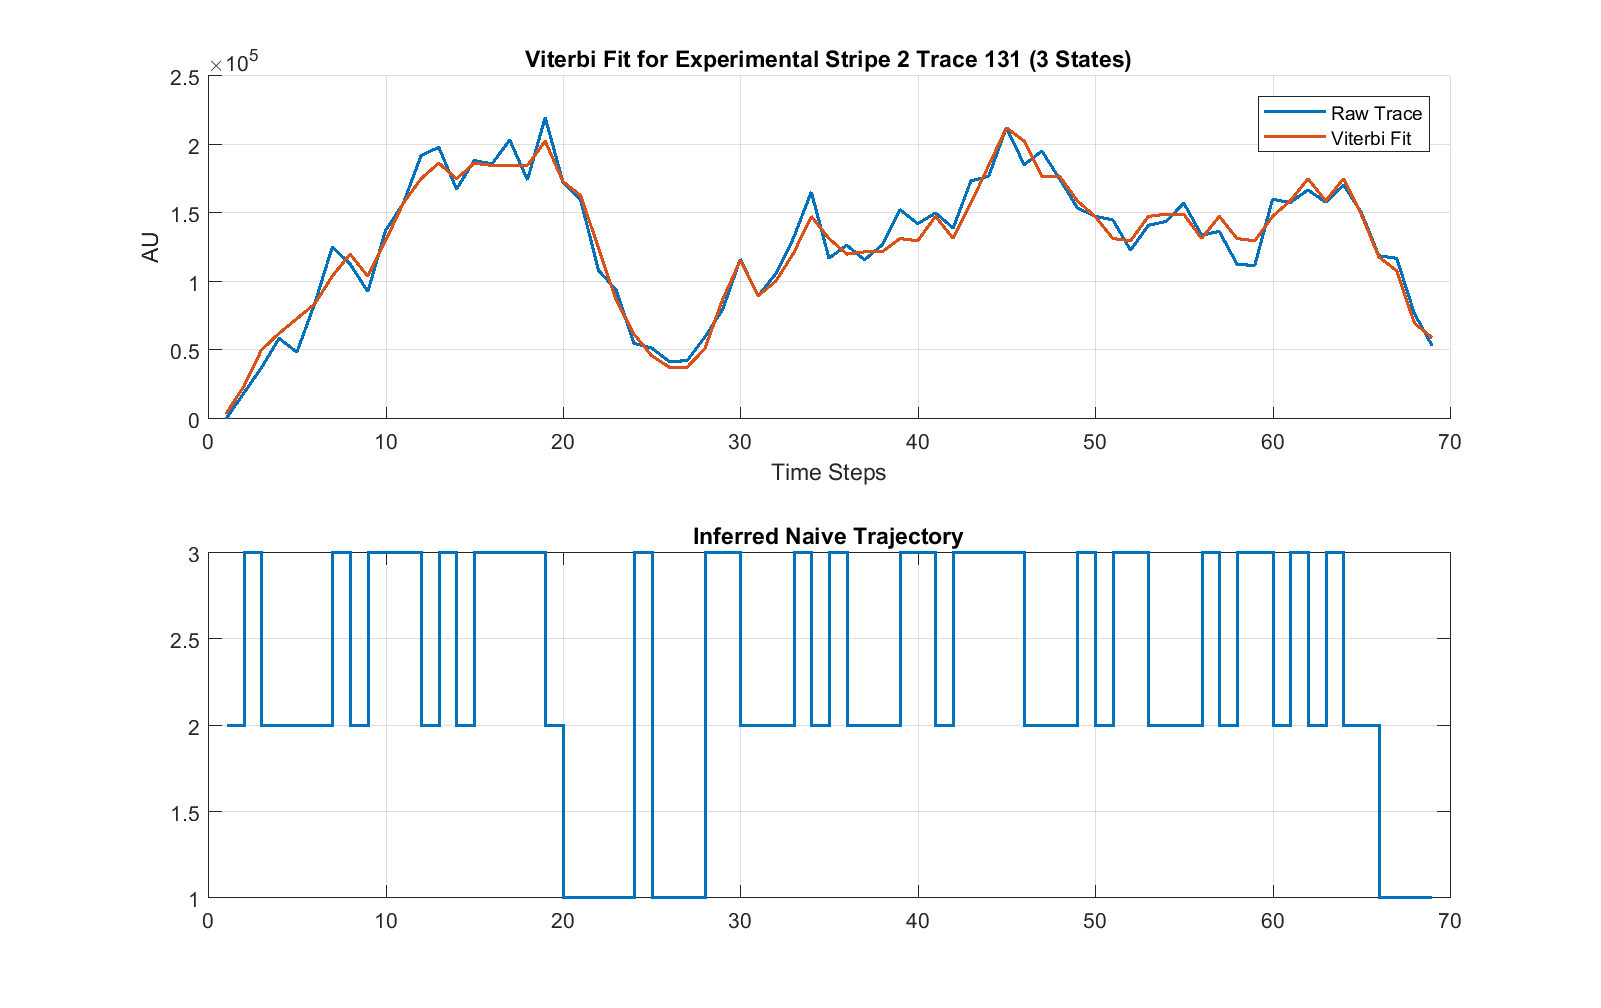 Viterbi Fit for Experimental Stripe 2 Trace 131 (3 States)
×10^5
2.5
2
1.5
1
0.5
0
AU
Raw Trace
Viterbi Fit
0 10 20 30 40 50 60 70
Time Steps
Inferred Naive Trajectory
3
2.5
2
1.5
1
0 10 20 30 40 50 60 70